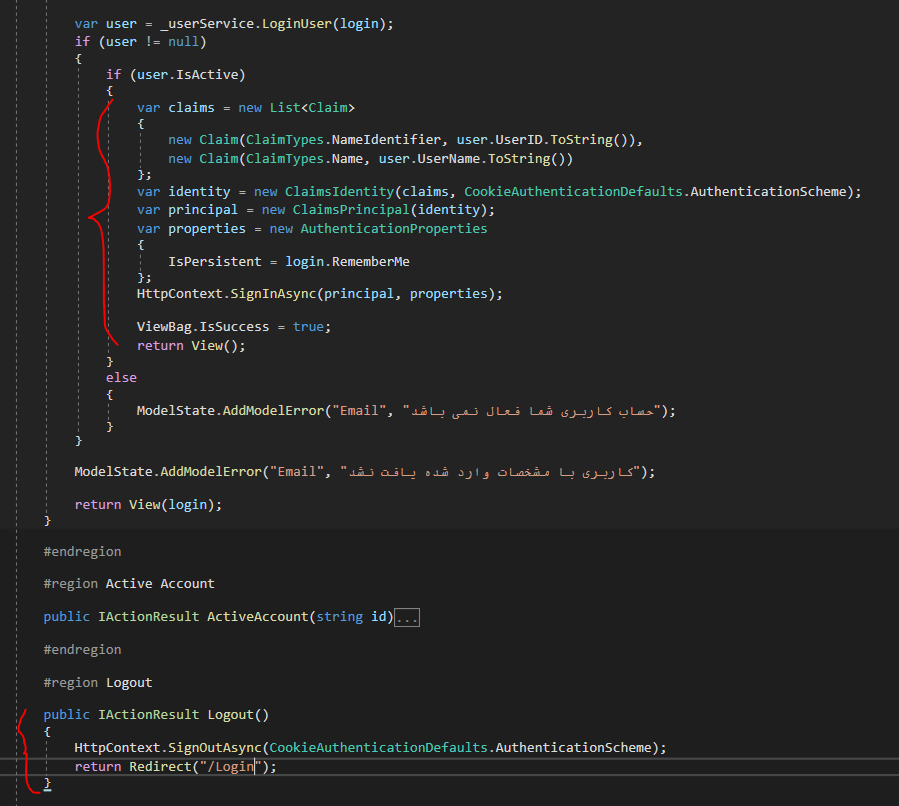 var user = _userService.LoginUser(login);
if (user != null)
{
if (user.IsActive)
{
var claims = new List<Claim>
{
new Claim(ClaimTypes.NameIdentifier, user.UserID.ToString()),
new Claim(ClaimTypes.Name, user.UserName.ToString())
};
var identity = new ClaimsIdentity(claims, CookieAuthenticationDefaults.AuthenticationScheme);
var principal = new ClaimsPrincipal(identity);
var properties = new AuthenticationProperties
{
IsPersistent = login.RememberMe
};
HttpContext.SignInAsync(principal, properties);
ViewBag.IsSuccess = true;
return View();
}
else
{
ModelState.AddModelError("Email", "حساب کاربری شما فعال نمی باشد");
}
}
ModelState.AddModelError("Email", "کاربری با مشخصات وارد شده یافت نشد");
return View(login);
}
#endregion
#region Active Account
public IActionResult ActiveAccount(string id)...
#endregion
#region Logout
public IActionResult Logout()
{
HttpContext.SignOutAsync(CookieAuthenticationDefaults.AuthenticationScheme);
return Redirect("/Login");
}